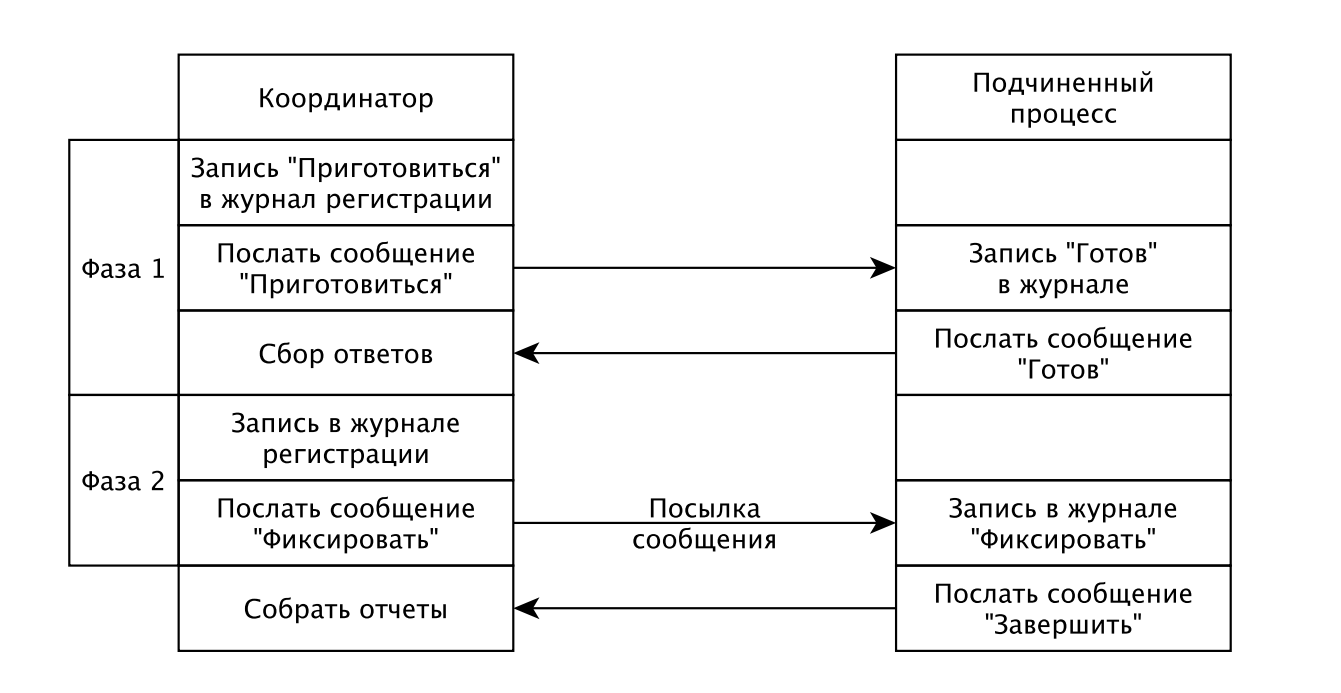 Координатор
Подчиненный
процесс
Фаза 1
Запись "Приготовиться"
в журнал регистрации
Послать сообщение
"Приготовиться"
Запись "Готов"
в журнале
Сбор ответов
Послать сообщение
"Готов"
Фаза 2
Запись в журнале
регистрации
Послать сообщение
"Фиксировать"
Посылка
сообщения
Запись в журнале
"Фиксировать"
Собрать отчеты
Послать сообщение
"Завершить"